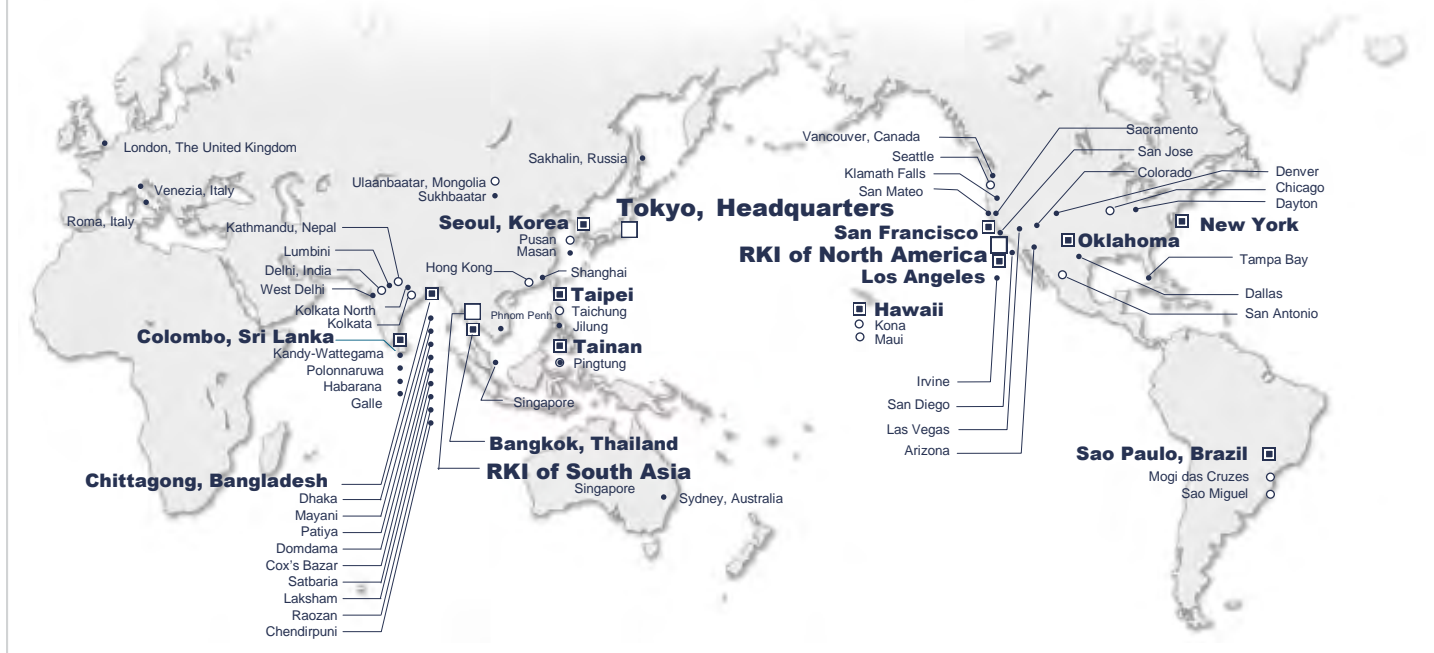 London, The United Kingdom
Venezia, Italy
Roma, Italy
Sakhalin, Russia
Ulaanbaatar, Mongolia
Sukhbaatar
Kathmandu, Nepal
Lumbini
Delhi, India
West Delhi
Kolkata North
Kolkata
Colombo, Sri Lanka
Kandy-Wattegama
Polonnaruwa
Habarana
Galle
Chittagong, Bangladesh
Dhaka
Mayani
Patiya
Domdama
Cox's Bazar
Satbaria
Laksham
Raozan
Chendirpuni
Seoul, Korea
Pusan
Masan
Tokyo, Headquarters
Hong Kong
Shanghai
Phnom Penh
Taipei
Taichung
Jilung
Tainan
Pingtung
Singapore
Bangkok, Thailand
RKI of South Asia
Singapore
Sydney, Australia
Vancouver, Canada
Seattle
Klamath Falls
San Mateo
San Francisco
RKI of North America
Los Angeles
Hawaii
Kona
Maui
Irvine
San Diego
Las Vegas
Arizona
Sacramento
San Jose
Colorado
Denver
Chicago
Dayton
New York
Oklahoma
Tampa Bay
Dallas
San Antonio
Sao Paulo, Brazil
Mogi das Cruzes
Sao Miguel